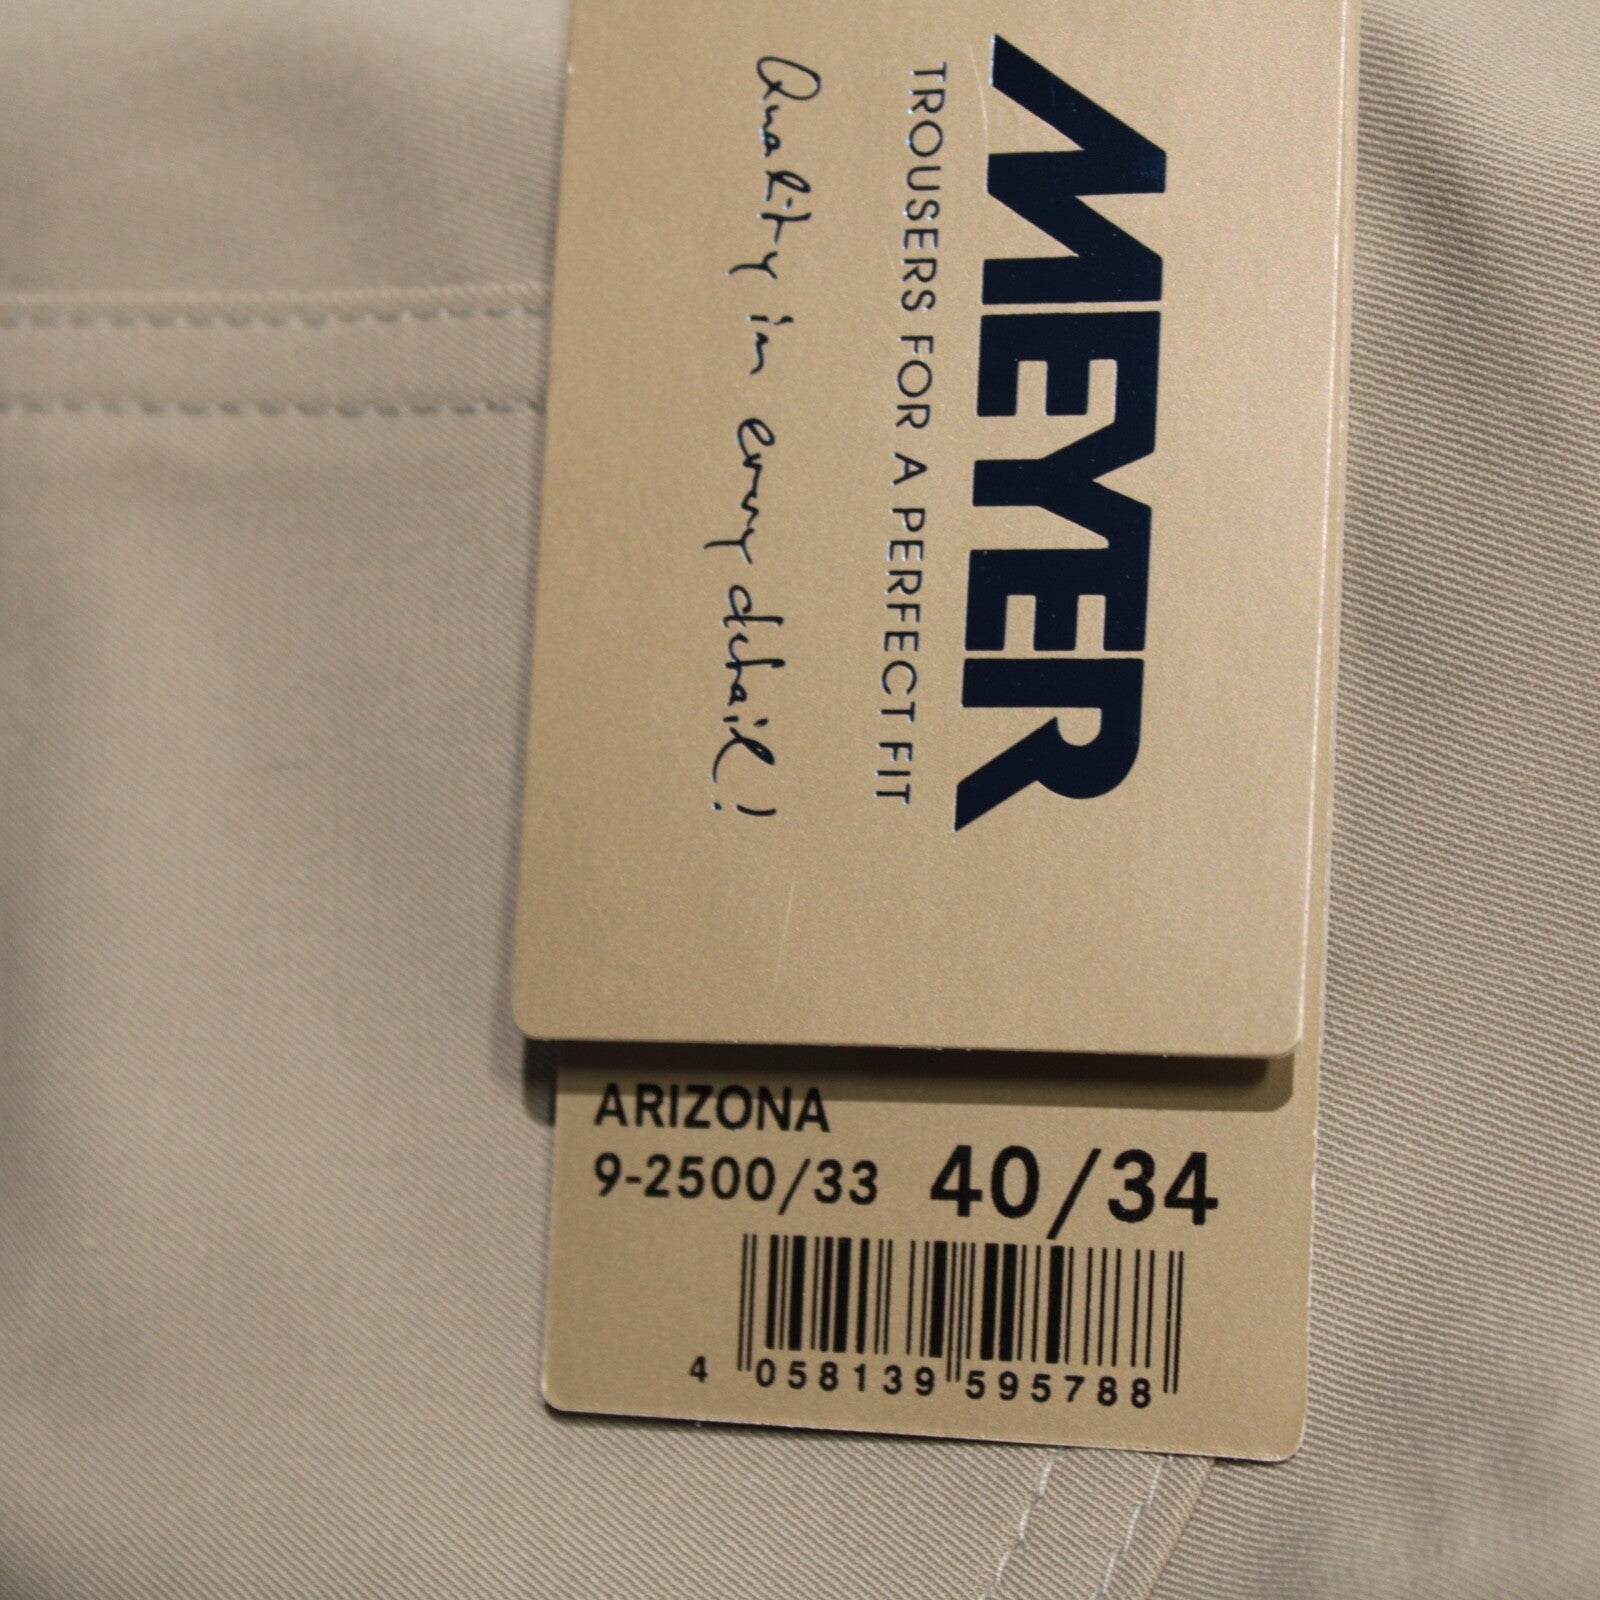 MEYER
TROUSERS FOR A PERFECT FIT
Quality in every detail!
ARIZONA
9-2500/33 40/34
4 058139 595788